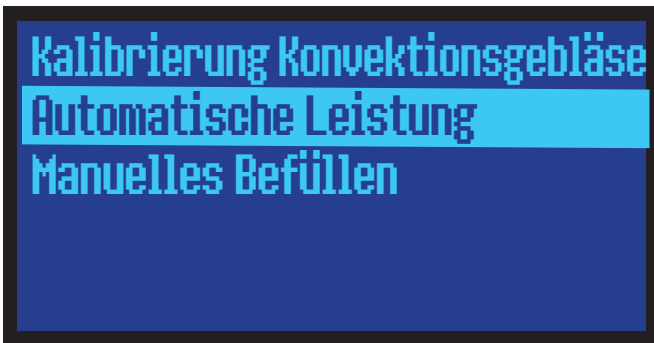 Kalibrierung Konvektionsgebläse
Automatische Leistung
Manuelles Befüllen